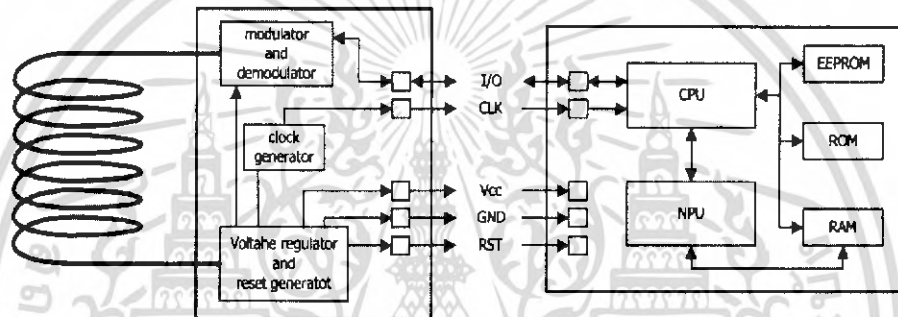 modulator
and
demodulator
clock
generator
Voltahe regulator
and
reset generatot
I/O
CLK
Vcc
GND
RST
CPU
NPU
EEPROM
ROM
RAM